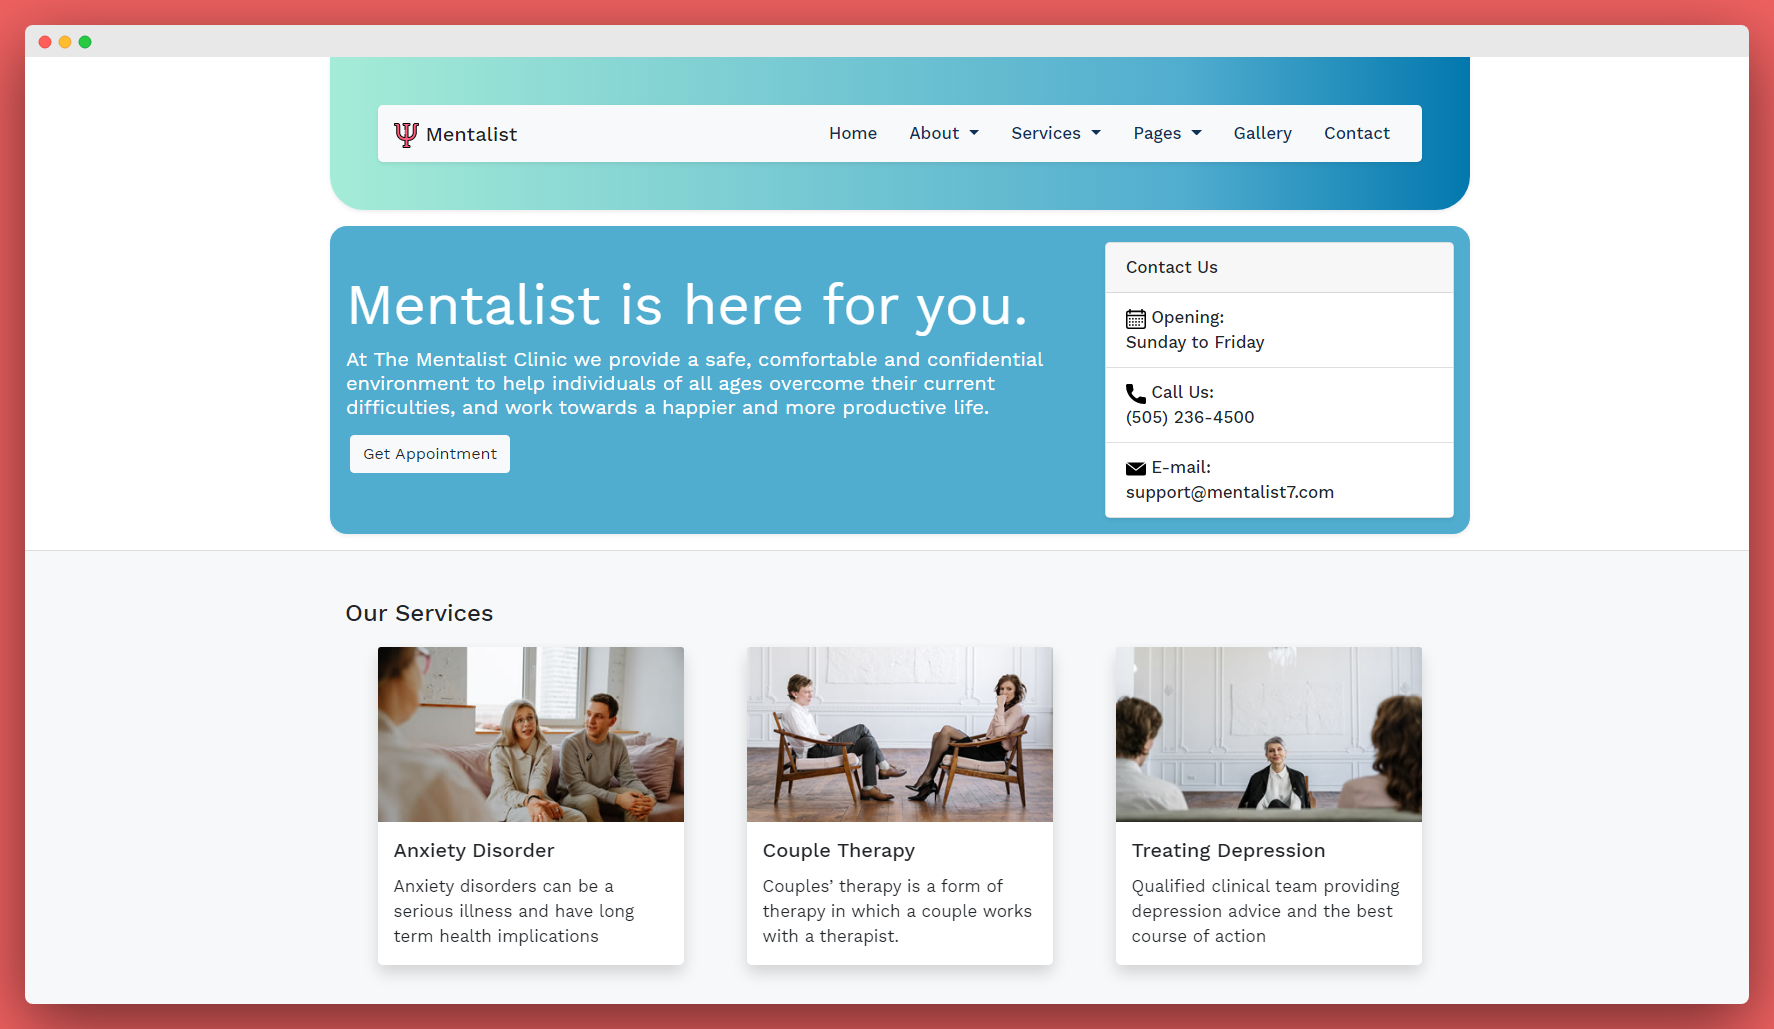 Mentalist
Home About Services Pages Gallery Contact
Mentalist is here for you.
At The Mentalist Clinic we provide a safe, comfortable and confidential
environment to help individuals of all ages overcome their current
difficulties, and work towards a happier and more productive life.
Get Appointment
Contact Us
Opening:
Sunday to Friday
Call Us:
(505) 236-4500
E-mail:
support@mentalist7.com
Our Services
Anxiety Disorder
Anxiety disorders can be a
serious illness and have long
term health implications
Couple Therapy
Couples’ therapy is a form of
therapy in which a couple works
with a therapist.
Treating Depression
Qualified clinical team providing
depression advice and the best
course of action